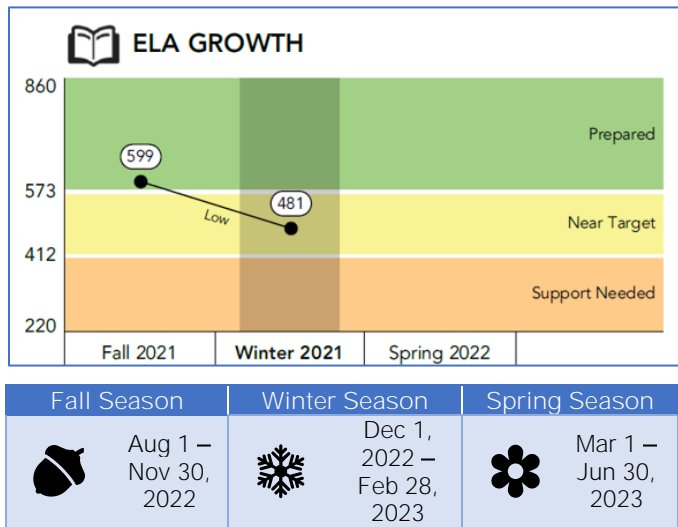 ELA GROWTH
860
Prepared
599
573
Low
481
Near Target
412
Support Needed
220
Fall 2021
Winter 2021
Spring 2022
Fall Season
Winter Season
Spring Season
Aug 1 –
Nov 30,
2022
Dec 1,
2022 –
Feb 28,
2023
Mar 1 –
Jun 30,
2023